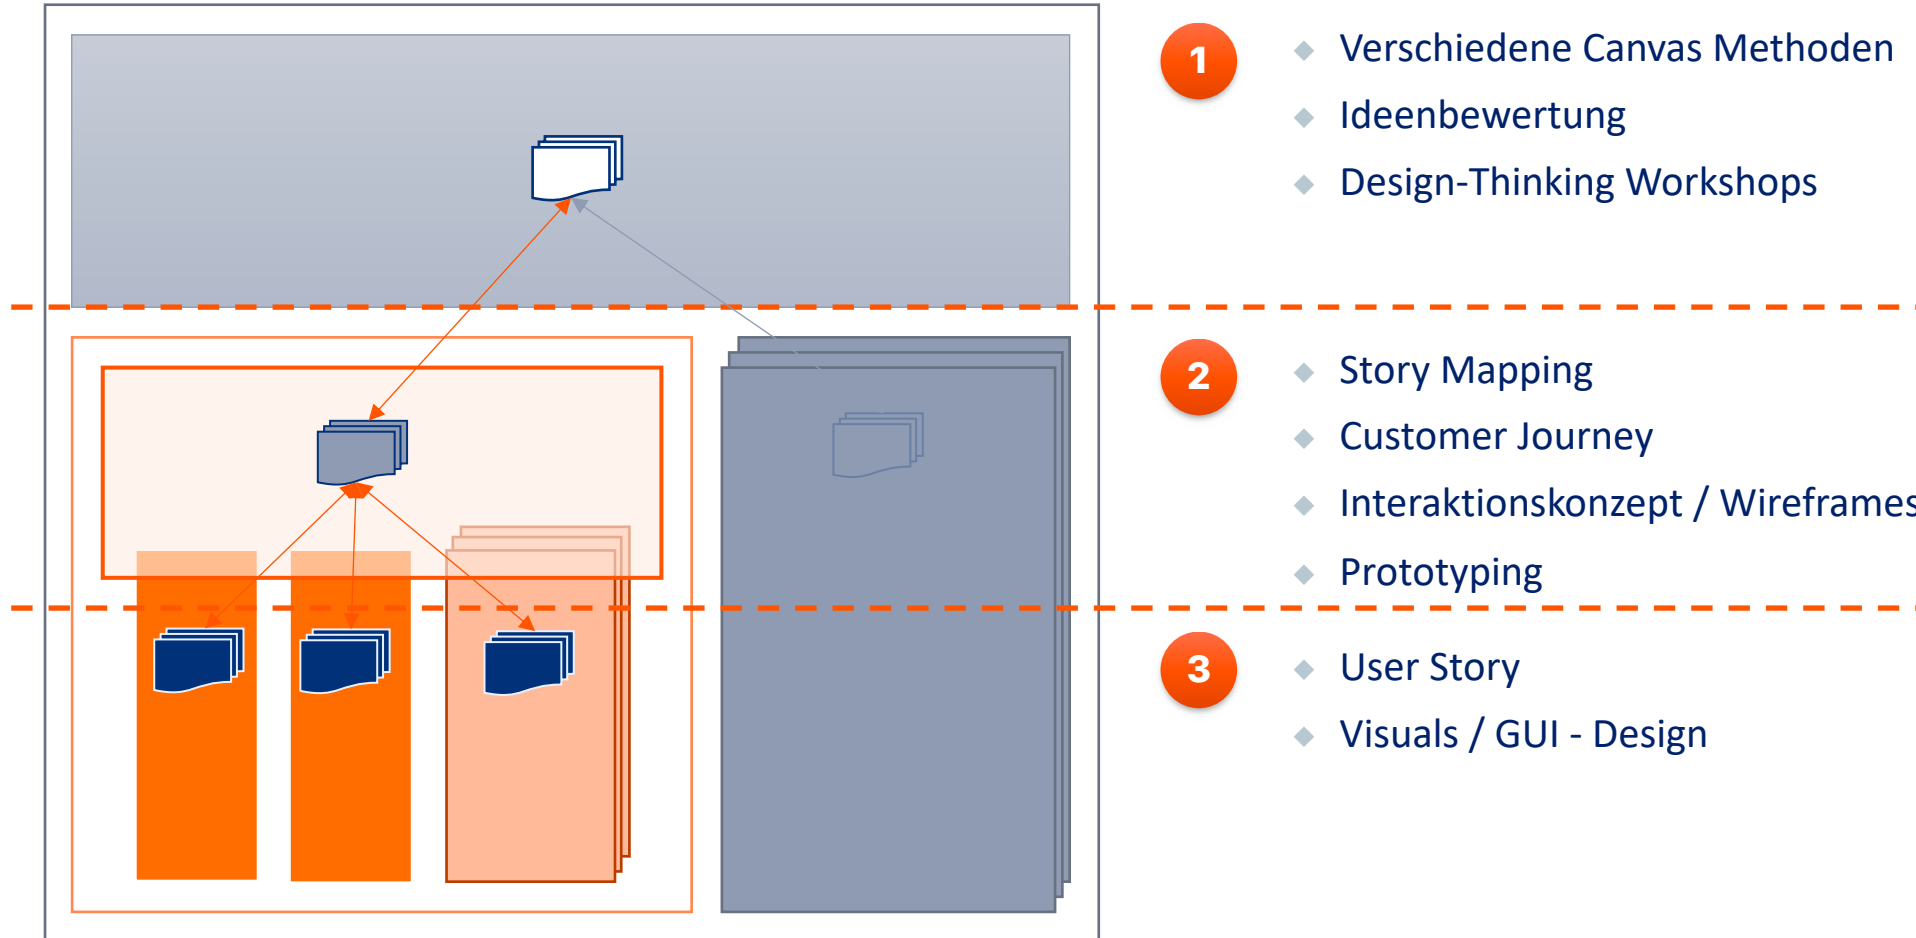 1
Verschiedene Canvas Methoden
Ideenbewertung
Design-Thinking Workshops
2
Story Mapping
Customer Journey
Interaktionskonzept / Wireframes
Prototyping
3
User Story
Visuals / GUI - Design